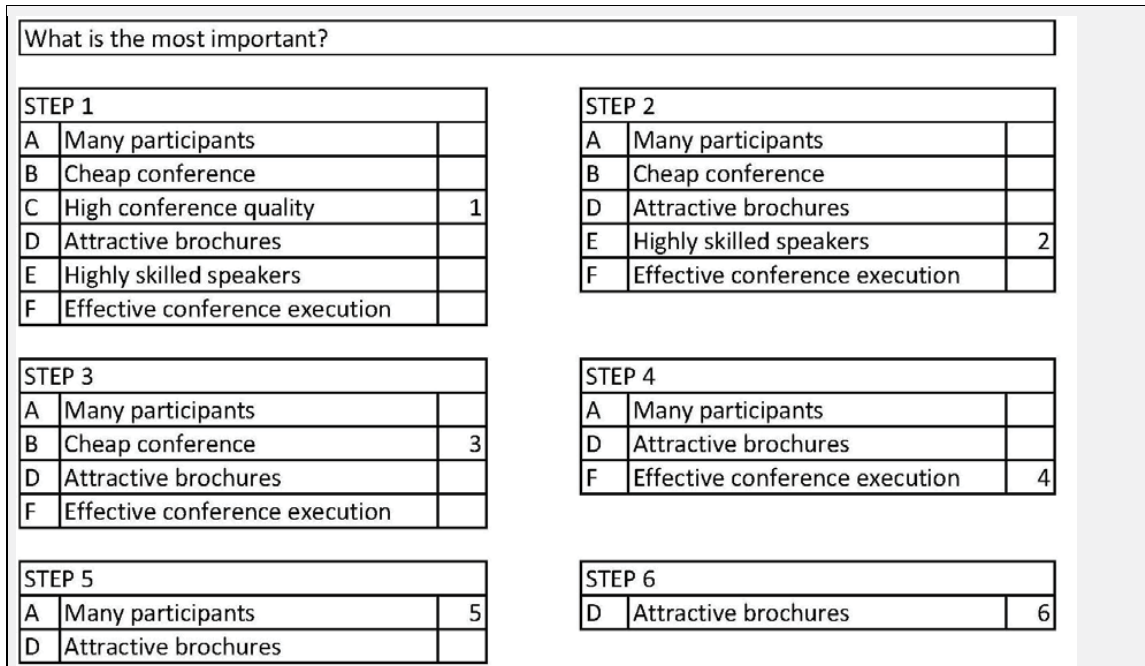 What is the most important?
STEP 1
A Many participants
B Cheap conference
C High conference quality 1
D Attractive brochures
E Highly skilled speakers
F Effective conference execution
STEP 2
A Many participants
B Cheap conference
D Attractive brochures
E Highly skilled speakers 2
F Effective conference execution
STEP 3
A Many participants
B Cheap conference 3
D Attractive brochures
F Effective conference execution
STEP 4
A Many participants
D Attractive brochures
F Effective conference execution 4
STEP 5
A Many participants 5
D Attractive brochures
STEP 6
D Attractive brochures 6